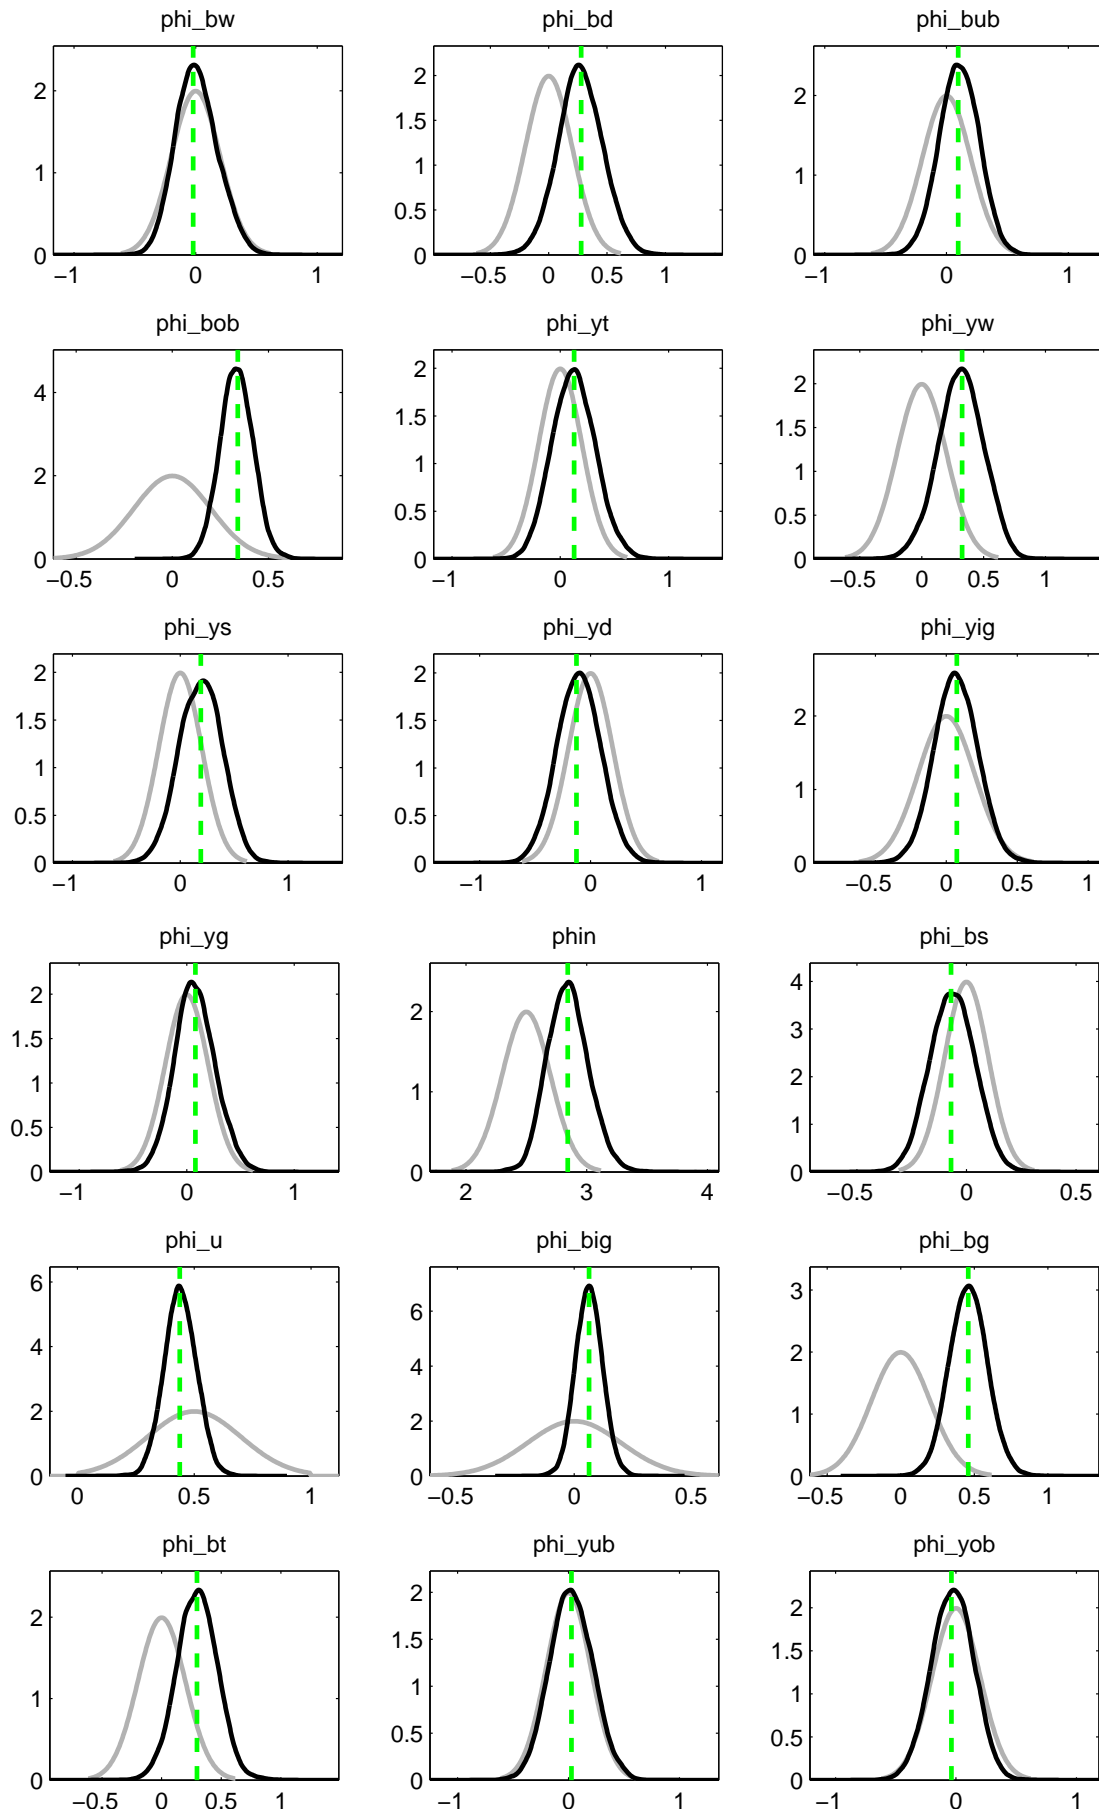 phi_bw phi_bd phi_bub
2 2 2
1.5
1 1 1
0.5
0 0 0
−1 0 1 −0.5 0 0.5 1 −1 0 1
phi_bob phi_yt phi_yw
4 2 2
1.5 1.5
2 1 1
0.5 0.5
0 0 0
−0.5 0 0.5 −1 0 1 −0.5 0 0.5 1
phi_ys phi_yd phi_yig
2 2 2
1.5 1.5
1 1 1
0.5 0.5
0 0 0
−1 0 1 −1 0 1 −0.5 0 0.5 1
phi_yg phin phi_bs
2 2 4
1.5 3
1 1 2
0.5 1
0 0 0
−1 0 1 2 3 4 −0.5 0 0.5
phi_u phi_big phi_bg
6 6 3
4 4 2
2 2 1
0 0 0
0 0.5 1 −0.5 0 0.5 −0.5 0 0.5 1
phi_bt phi_yub phi_yob
2 2 2
1.5 1.5
1 1 1
0.5 0.5
0 0 0
−0.5 0 0.5 1 −1 0 1 −1 0 1